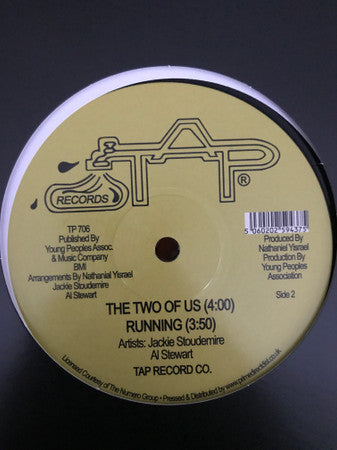 TAP®
RECORDS
TP 706
Published By
Young Peoples Assoc.
& Music Company
BMI
Arrangements By Nathanial Yisrael
Jackie Stoudemire
Al Stewart
5 060202 594375
Produced By
Nathaniel Yisrael
Production By
Young Peoples
Association
Side 2
THE TWO OF US (4:00)
RUNNING (3:50)
Artists: Jackie Stoudemire
Al Stewart
TAP RECORD CO.
Licensed Courtesy of The Numero Group • Pressed & Distributed by www.primedirectdist.co.uk